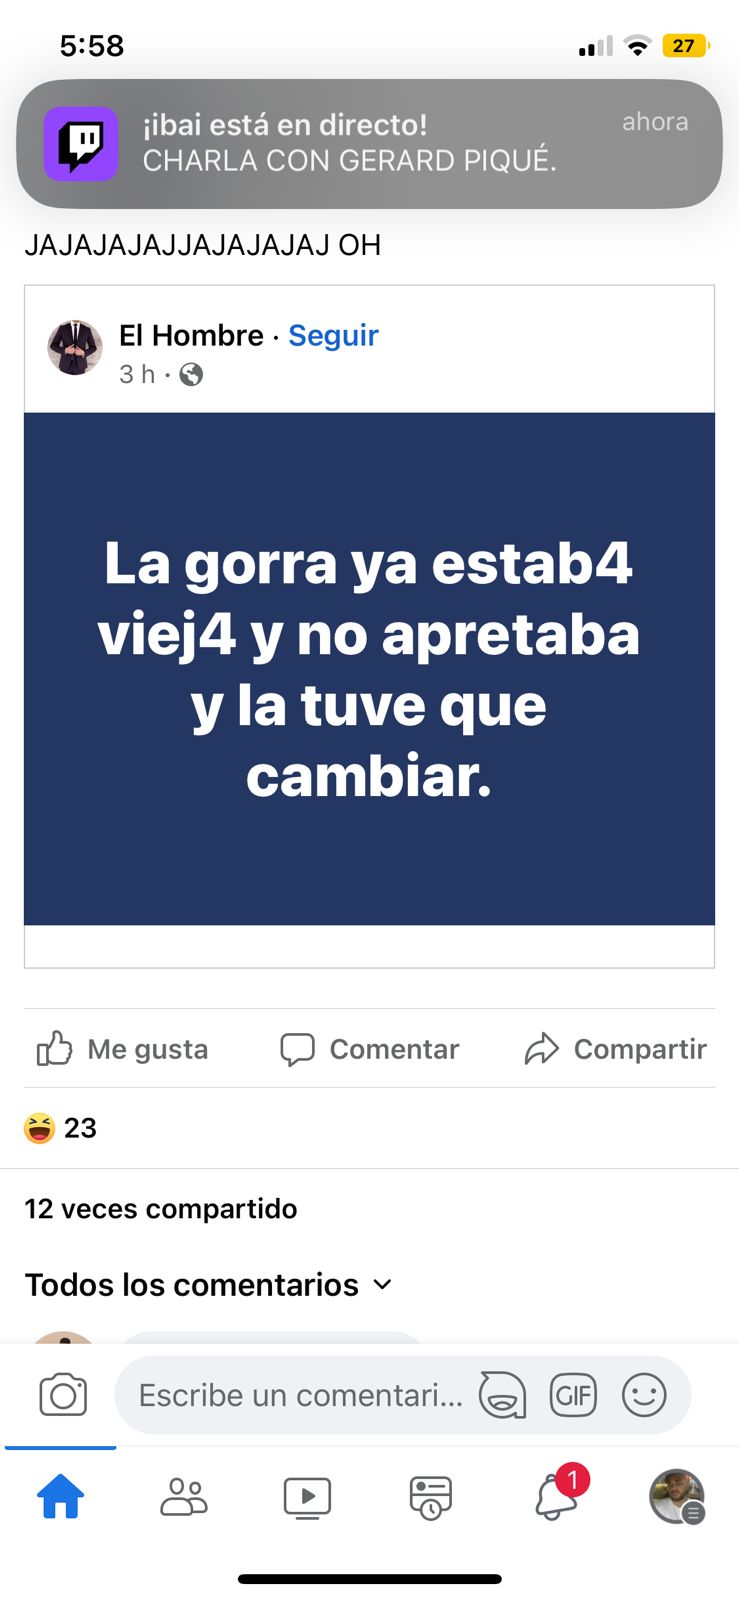 5:58
27
¡ibai está en directo!
ahora
CHARLA CON GERARD PIQUÉ.
JAJAJAJAJJAJAJAJAJ OH
El Hombre · Seguir
3 h ·
La gorra ya estab4
viej4 y no apretaba
y la tuve que
cambiar.
Me gusta
Comentar
Compartir
23
12 veces compartido
Todos los comentarios
Escribe un comentari...
GIF
1